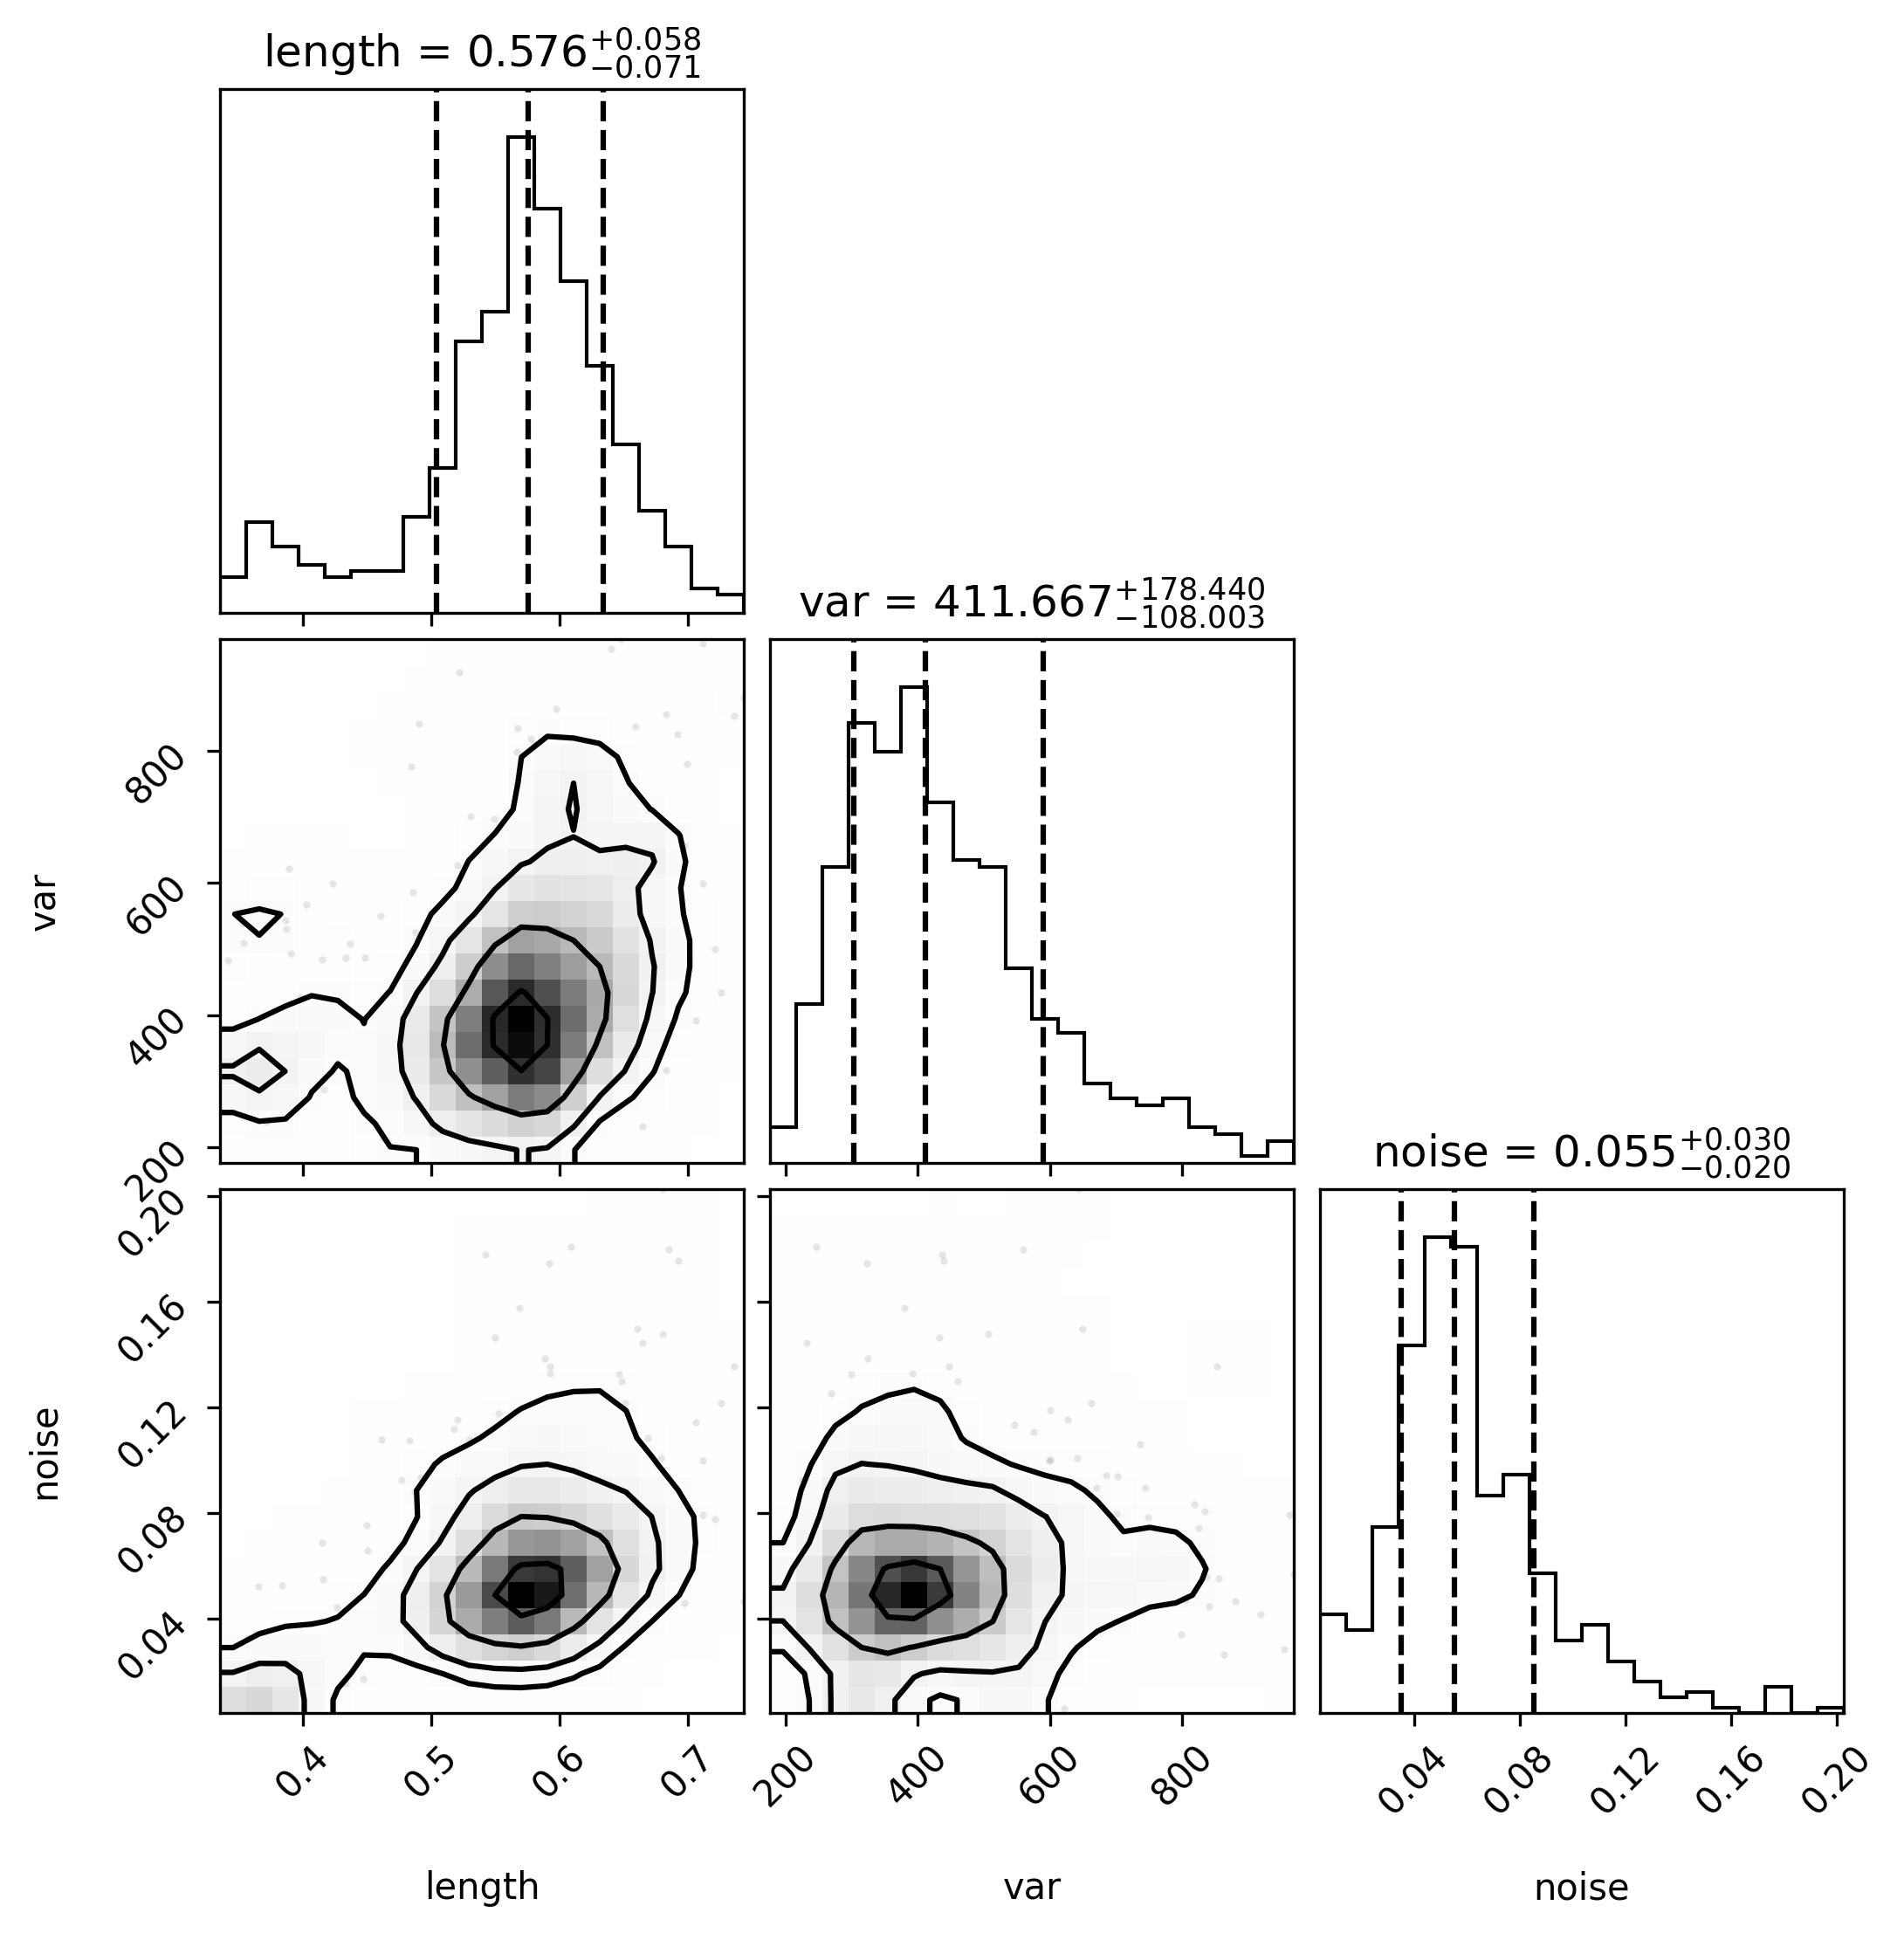 length = 0.576+0.058 −0.071
var = 411.667+178.440 −108.003
var
800
600
400
200
noise = 0.055+0.030 −0.020
noise
0.20
0.16
0.12
0.08
0.04
0.4 0.5 0.6 0.7 200 400 600 800 0.04 0.08 0.12 0.16 0.20
length var noise